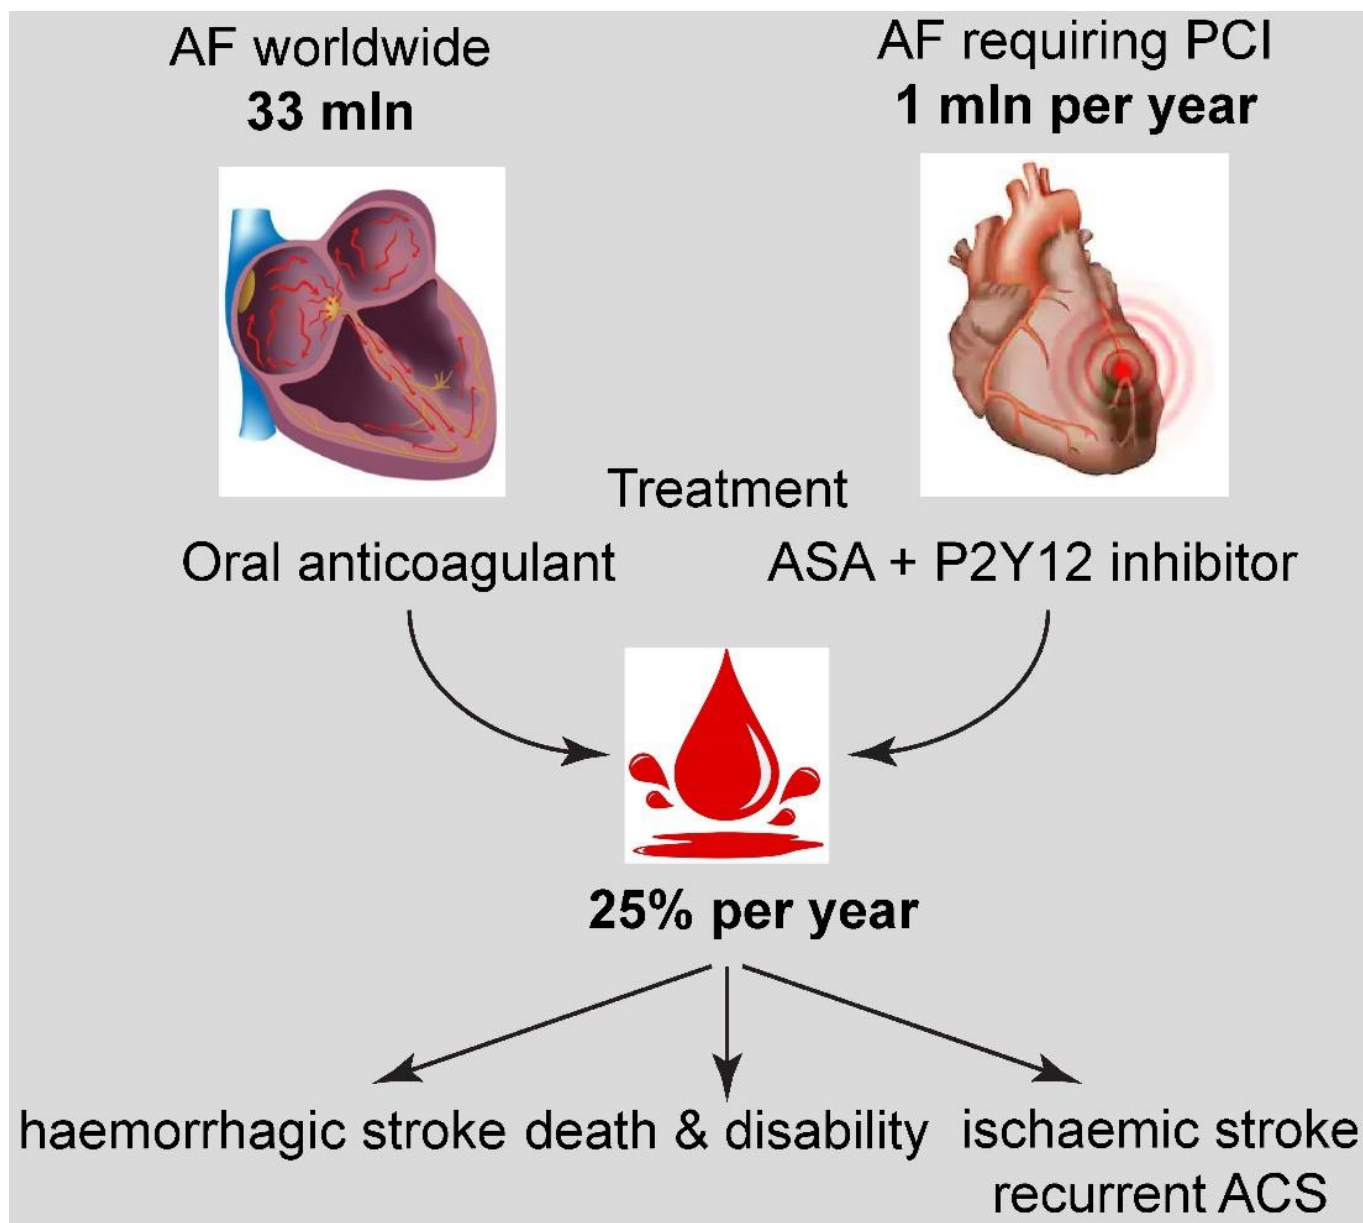 AF worldwide
33 mln
AF requiring PCI
1 mln per year
Treatment
Oral anticoagulant
ASA + P2Y12 inhibitor
25% per year
haemorrhagic stroke
death & disability
ischaemic stroke
recurrent ACS